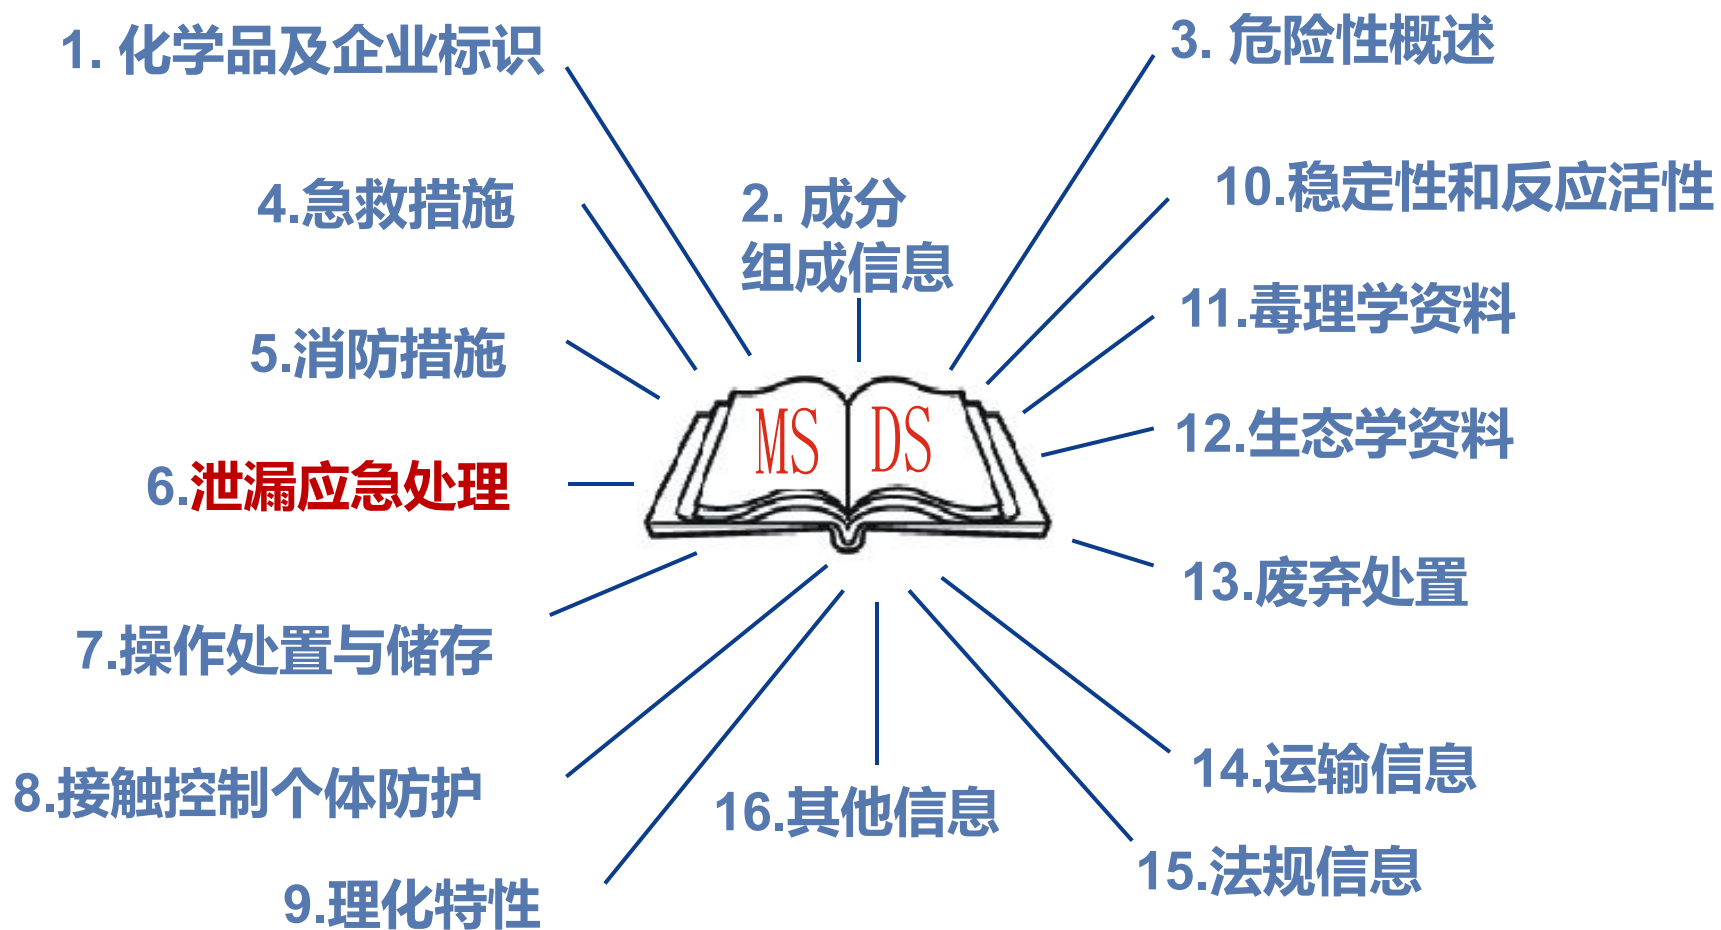 1. 化学品及企业标识
3. 危险性概述
4.急救措施
2. 成分
组成信息
10.稳定性和反应活性
5.消防措施
11.毒理学资料
MS DS
12.生态学资料
6.泄漏应急处理
13.废弃处置
7.操作处置与储存
8.接触控制个体防护
14.运输信息
16.其他信息
15.法规信息
9.理化特性